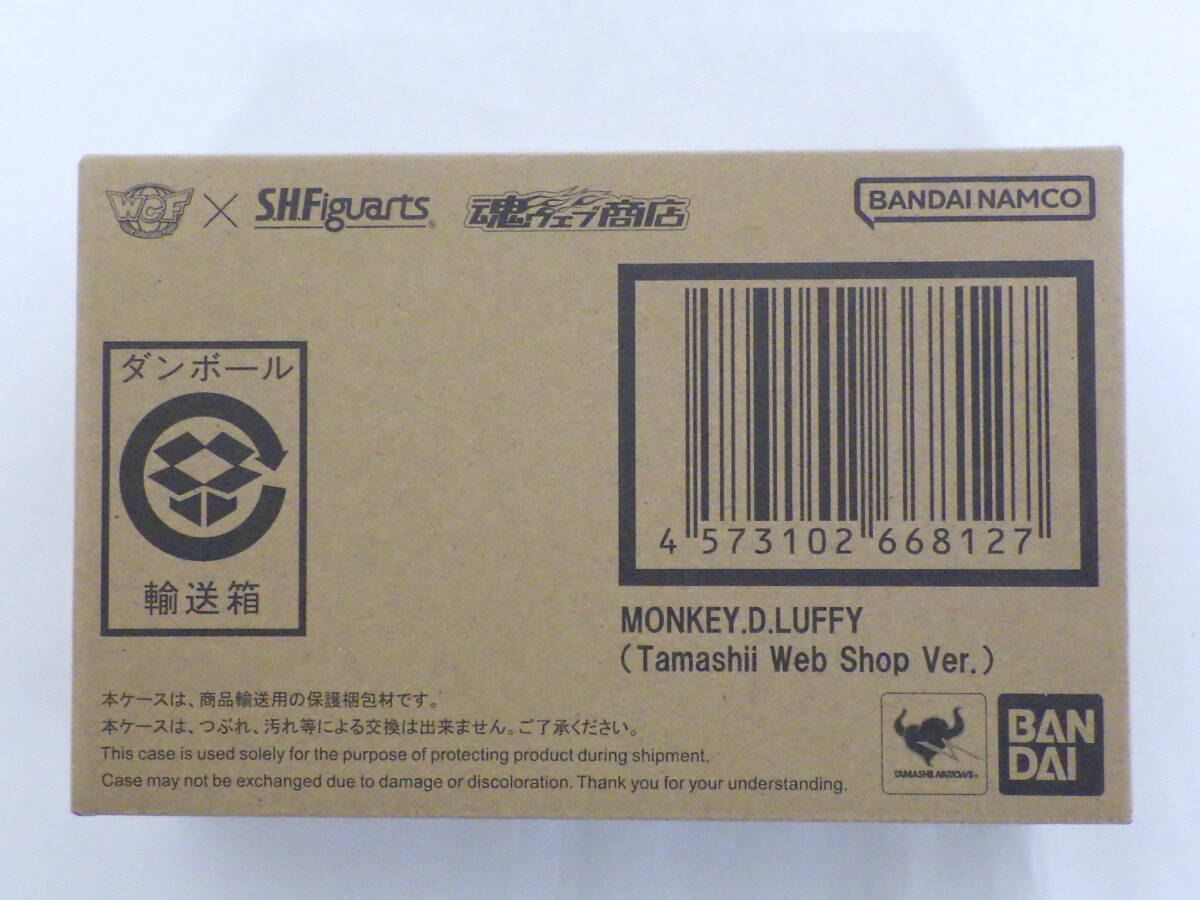 WCF × S.H.Figuarts® 魂ウェブ商店
BANDAI NAMCO
ダンボール
輸送箱
4 573102 668127
MONKEY.D.LUFFY
(Tamashii Web Shop Ver.)
本ケースは、商品輸送用の保護梱包材です。
本ケースは、つぶれ、汚れ等による交換は出来ません。ご了承ください。
This case is used solely for the purpose of protecting product during shipment.
Case may not be exchanged due to damage or discoloration. Thank you for your understanding.
TAMASHII NATIONS®
BAN
DAI